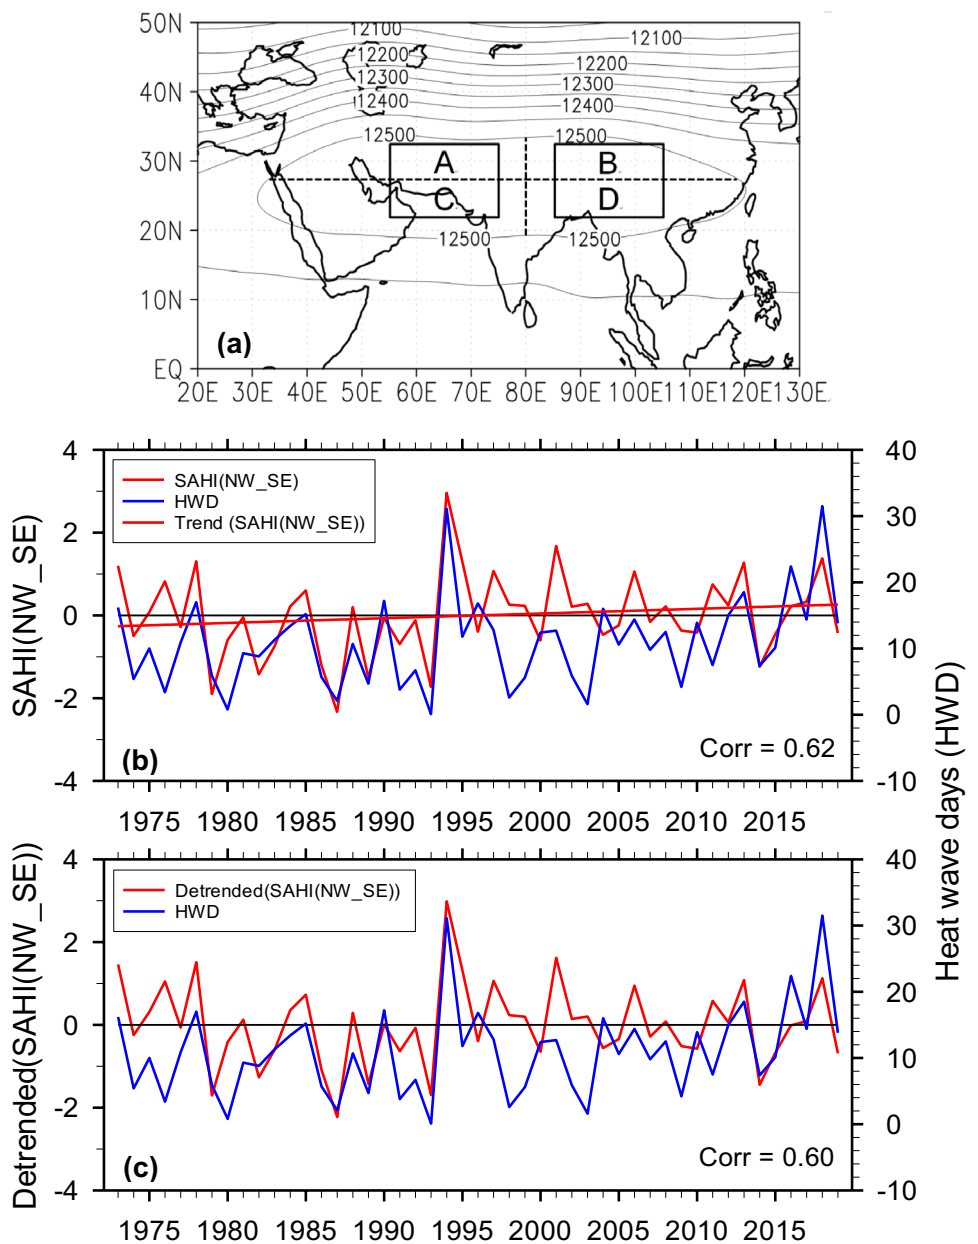 50N
40N
30N
20N
10N
EQ
12100
12100
12200
12200
12300
12300
12400
12400
12500
12500
A
B
C
D
12500
12500
(a)
20E 30E 40E 50E 60E 70E 80E 90E 100E110E120E130E
SAHI(NW_SE)
4
2
0
-2
-4
SAHI(NW_SE)
HWD
Trend (SAHI(NW_SE))
40
30
20
10
0
-10
(b)
Corr = 0.62
1975 1980 1985 1990 1995 2000 2005 2010 2015
Heat wave days (HWD)
Detrended(SAHI(NW_SE))
4
2
0
-2
-4
Detrended(SAHI(NW_SE))
HWD
40
30
20
10
0
-10
(c)
Corr = 0.60
1975 1980 1985 1990 1995 2000 2005 2010 2015